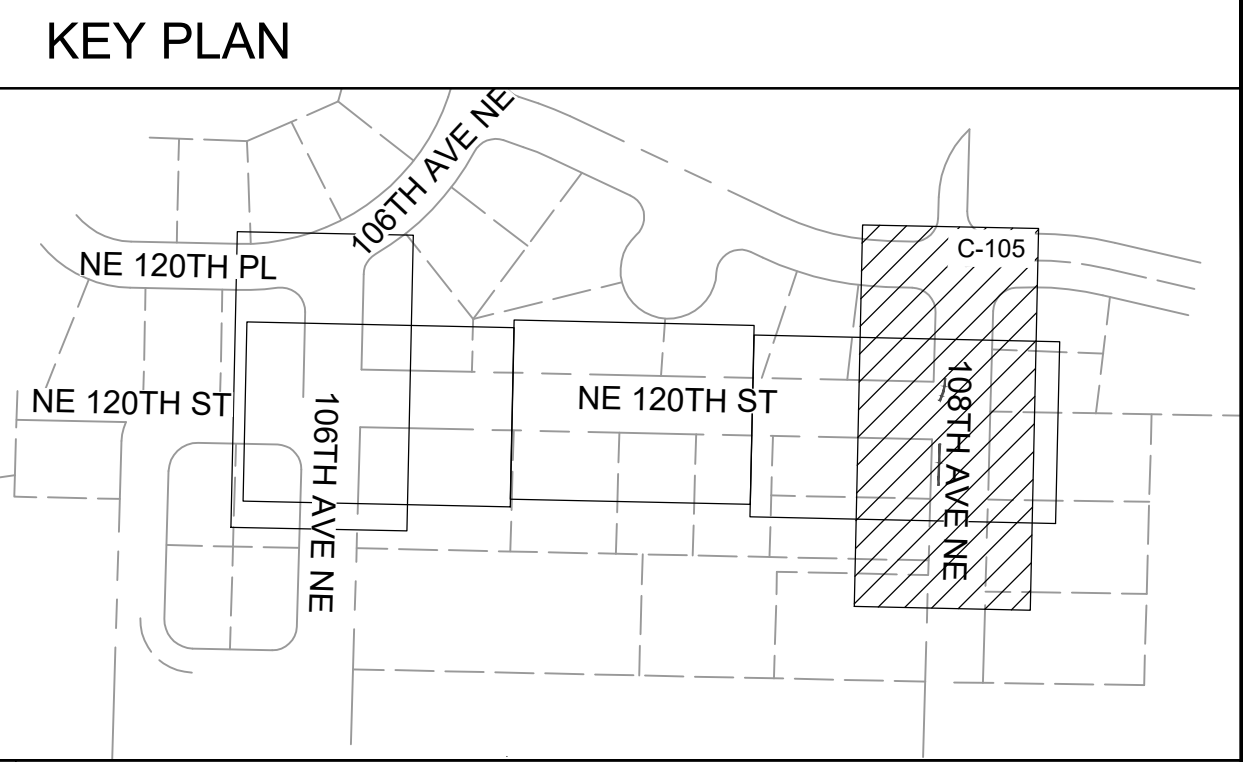 KEY PLAN
106TH AVE NE
C-105
NE 120TH PL
NE 120TH ST
NE 120TH ST
106TH AVE NE
108TH AVE NE